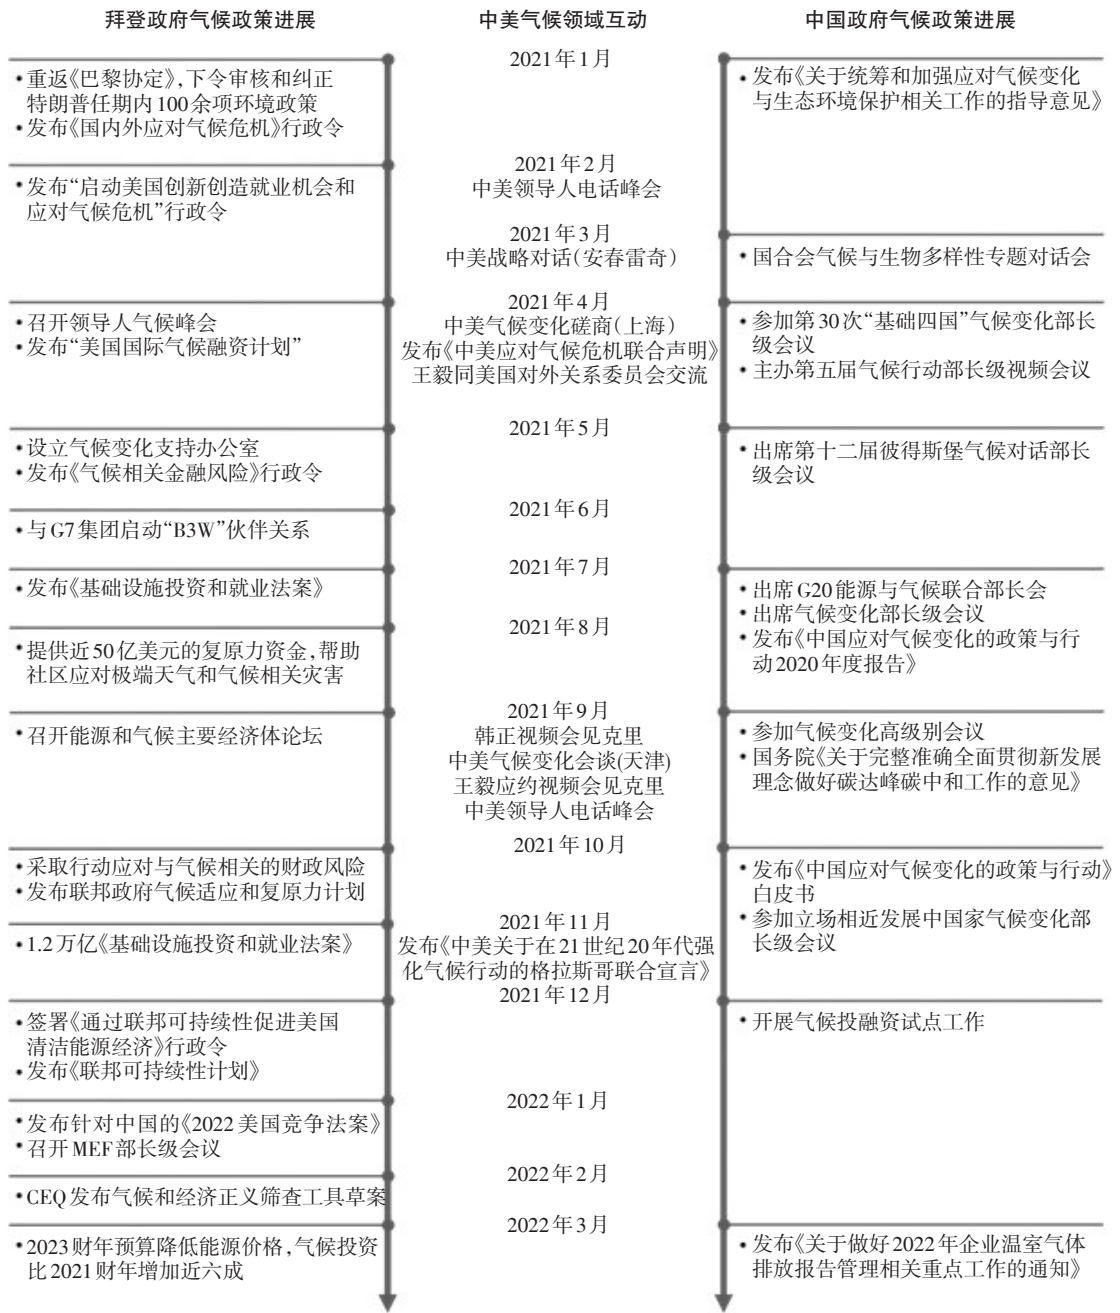 拜登政府气候政策进展
中美气候领域互动
中国政府气候政策进展
2021年1月
•重返《巴黎协定》,下令审核和纠正
特朗普任期内100余项环境政策
•发布《国内外应对气候危机》行政令
•发布《关于统筹和加强应对气候变化
与生态环境保护相关工作的指导意见》
2021年2月
中美领导人电话峰会
•发布“启动美国创新创造就业机会和
应对气候危机”行政令
2021年3月
中美战略对话(安春雷奇)
•国合会气候与生物多样性专题对话会
2021年4月
中美气候变化磋商(上海)
发布《中美应对气候危机联合声明》
王毅同美国对外关系委员会交流
•召开领导人气候峰会
•发布“美国国际气候融资计划”
•参加第30次“基础四国”气候变化部长
级会议
•主办第五届气候行动部长级视频会议
2021年5月
•设立气候变化支持办公室
•发布《气候相关金融风险》行政令
•出席第十二届彼得斯堡气候对话部长
级会议
2021年6月
•与G7集团启动“B3W”伙伴关系
2021年7月
•发布《基础设施投资和就业法案》
•出席G20能源与气候联合部长会
•出席气候变化部长级会议
•发布《中国应对气候变化的政策与行
动2020年度报告》
2021年8月
•提供近50亿美元的复原力资金,帮助
社区应对极端天气和气候相关灾害
2021年9月
韩正视频会见克里
中美气候变化会谈(天津)
王毅应约视频会见克里
中美领导人电话峰会
•召开能源和气候主要经济体论坛
•参加气候变化高级别会议
•国务院《关于完整准确全面贯彻新发展
理念做好碳达峰碳中和工作的意见》
2021年10月
•采取行动应对与气候相关的财政风险
•发布联邦政府气候适应和复原力计划
•发布《中国应对气候变化的政策与行动》
白皮书
•参加立场相近发展中国家气候变化部
长级会议
2021年11月
发布《中美关于在21世纪20年代强
化气候行动的格拉斯哥联合宣言》
•1.2万亿《基础设施投资和就业法案》
2021年12月
•签署《通过联邦可持续性促进美国
清洁能源经济》行政令
•发布《联邦可持续性计划》
•开展气候投融资试点工作
2022年1月
•发布针对中国的《2022美国竞争法案》
•召开MEF部长级会议
2022年2月
•CEQ发布气候和经济正义筛查工具草案
2022年3月
•2023财年预算降低能源价格,气候投资
比2021财年增加近六成
•发布《关于做好2022年企业温室气体
排放报告管理相关重点工作的通知》